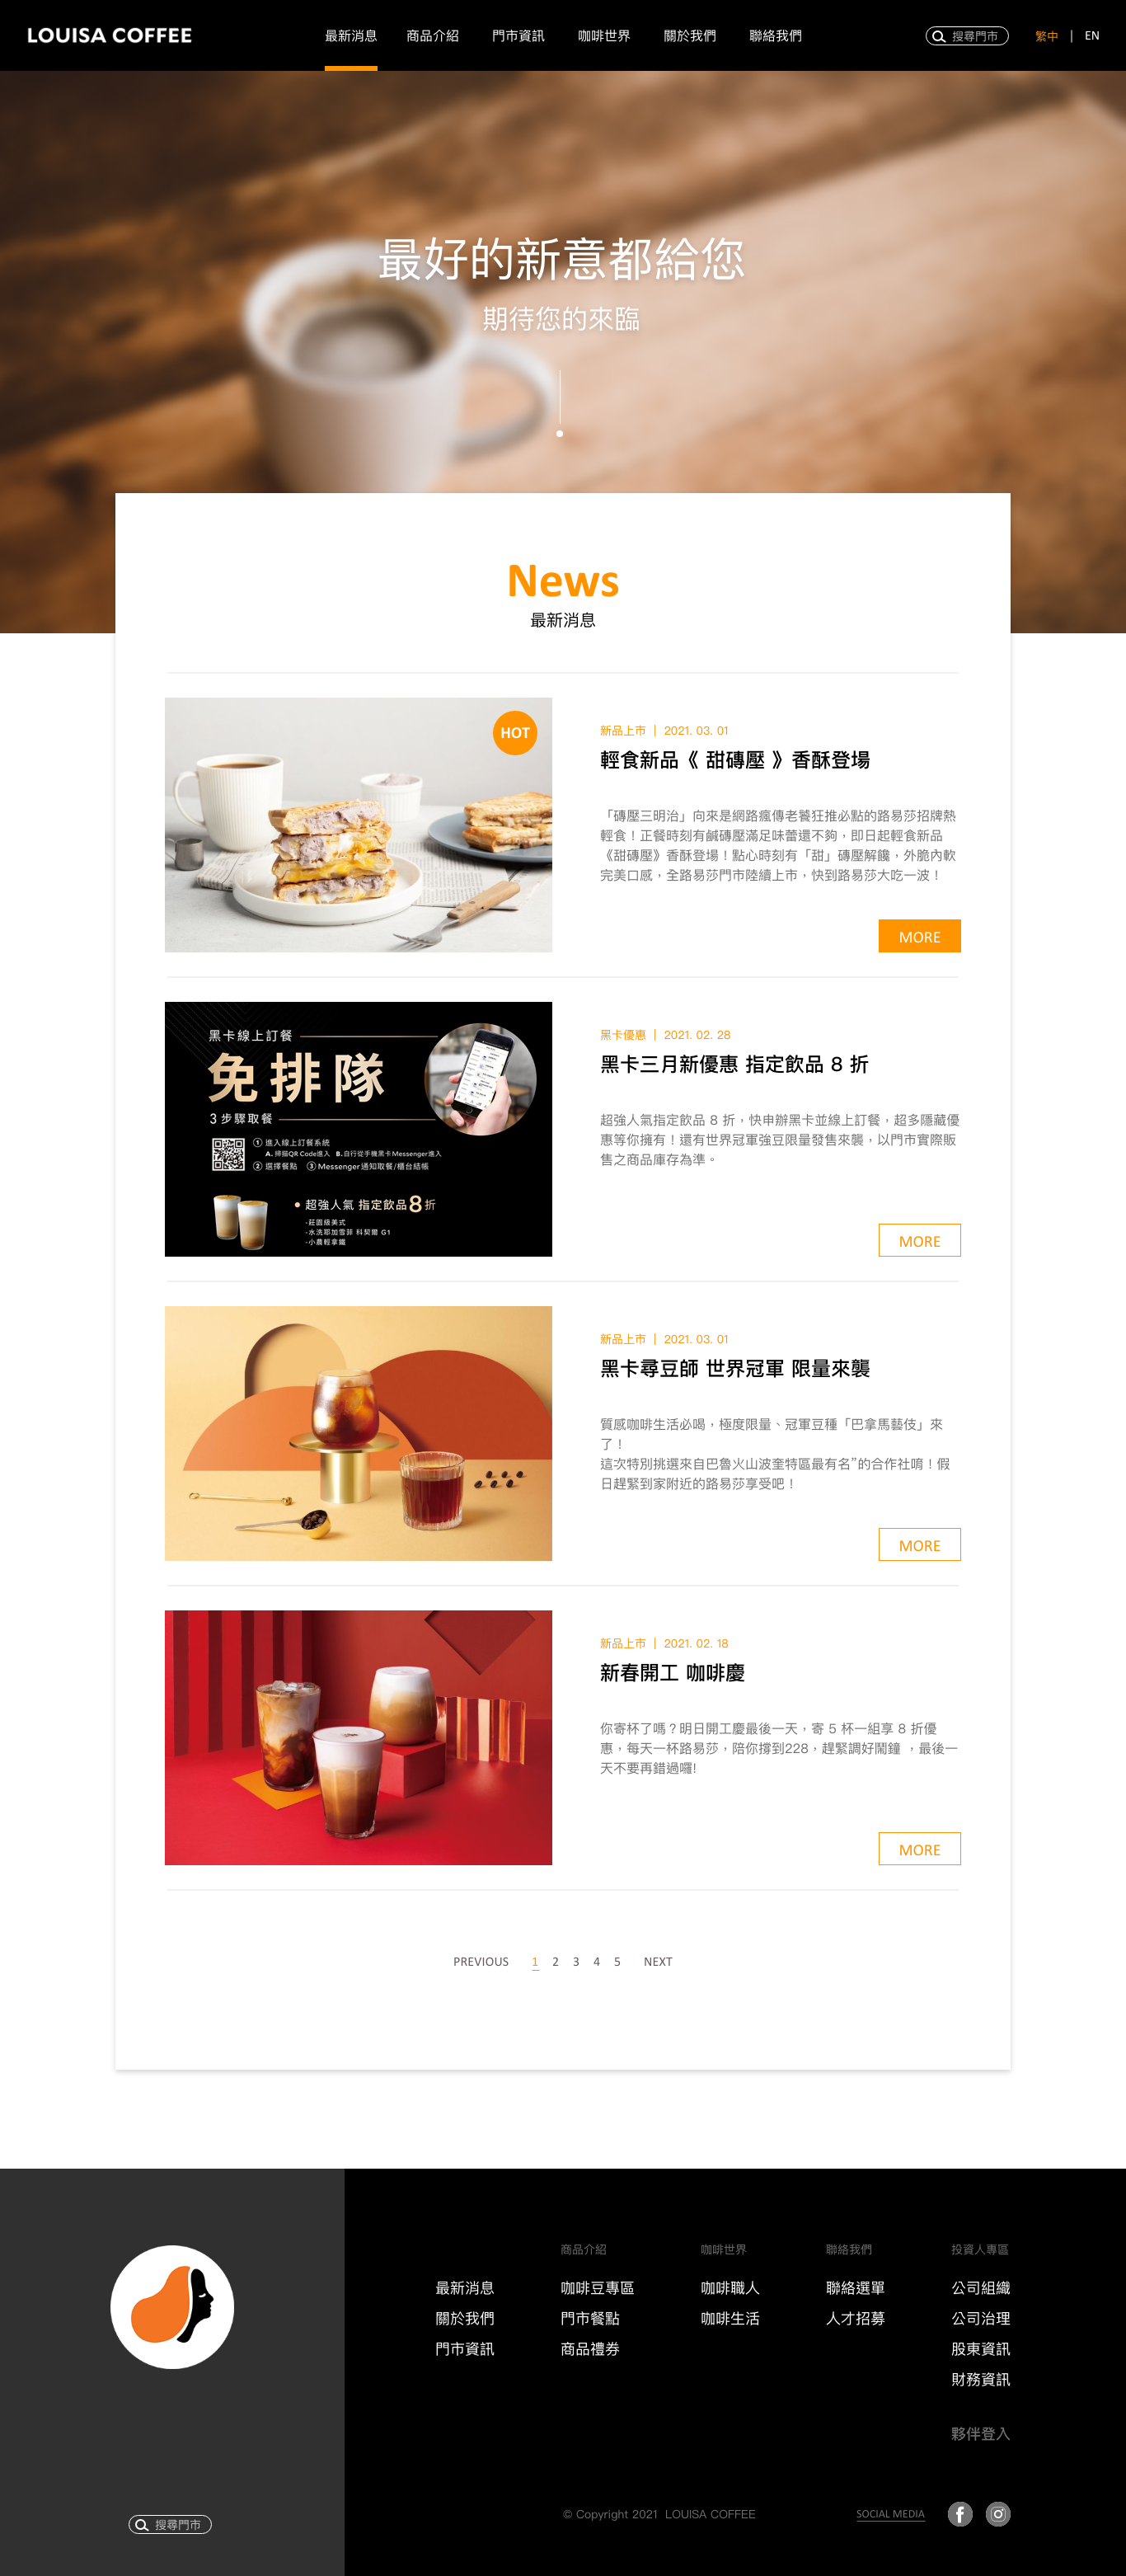 LOUISA COFFEE
最新消息 商品介紹 門市資訊 咖啡世界 關於我們 聯絡我們
搜尋門市
繁中 | EN
最好的新意都給您
期待您的來臨
News
最新消息
HOT
新品上市 | 2021. 03. 01
輕食新品《 甜磚壓 》香酥登場
「磚壓三明治」向來是網路瘋傳老饕狂推必點的路易莎招牌熱
輕食！正餐時刻有鹹磚壓滿足味蕾還不夠，即日起輕食新品
《甜磚壓》香酥登場！點心時刻有「甜」磚壓解饞，外脆內軟
完美口感，全路易莎門市陸續上市，快到路易莎大吃一波！
MORE
黑卡線上訂餐
免排隊
3步驟取餐
① 進入線上訂餐系統
A. 掃描QR Code進入 B.自行從手機黑卡Messenger進入
② 選擇餐點 ③ Messenger通知取餐/櫃台結帳
超強人氣 指定飲品8折
-莊園級美式
-水洗耶加雪菲 科契爾 G1
-小農輕拿鐵
黑卡優惠 | 2021. 02. 28
黑卡三月新優惠 指定飲品 8 折
超強人氣指定飲品 8 折，快申辦黑卡並線上訂餐，超多隱藏優
惠等你擁有！還有世界冠軍強豆限量發售來襲，以門市實際販
售之商品庫存為準。
MORE
新品上市 | 2021. 03. 01
黑卡尋豆師 世界冠軍 限量來襲
質感咖啡生活必喝，極度限量、冠軍豆種「巴拿馬藝伎」來
了！
這次特別挑選來自巴魯火山波奎特區最有名”的合作社唷！假
日趕緊到家附近的路易莎享受吧！
MORE
新品上市 | 2021. 02. 18
新春開工 咖啡慶
你寄杯了嗎？明日開工慶最後一天，寄 5 杯一組享 8 折優
惠，每天一杯路易莎，陪你撐到228，趕緊調好鬧鐘 ，最後一
天不要再錯過囉!
MORE
PREVIOUS 1 2 3 4 5 NEXT
搜尋門市
最新消息
關於我們
門市資訊
商品介紹
咖啡豆專區
門市餐點
商品禮券
咖啡世界
咖啡職人
咖啡生活
聯絡我們
聯絡選單
人才招募
投資人專區
公司組織
公司治理
股東資訊
財務資訊
夥伴登入
© Copyright 2021 LOUISA COFFEE
SOCIAL MEDIA